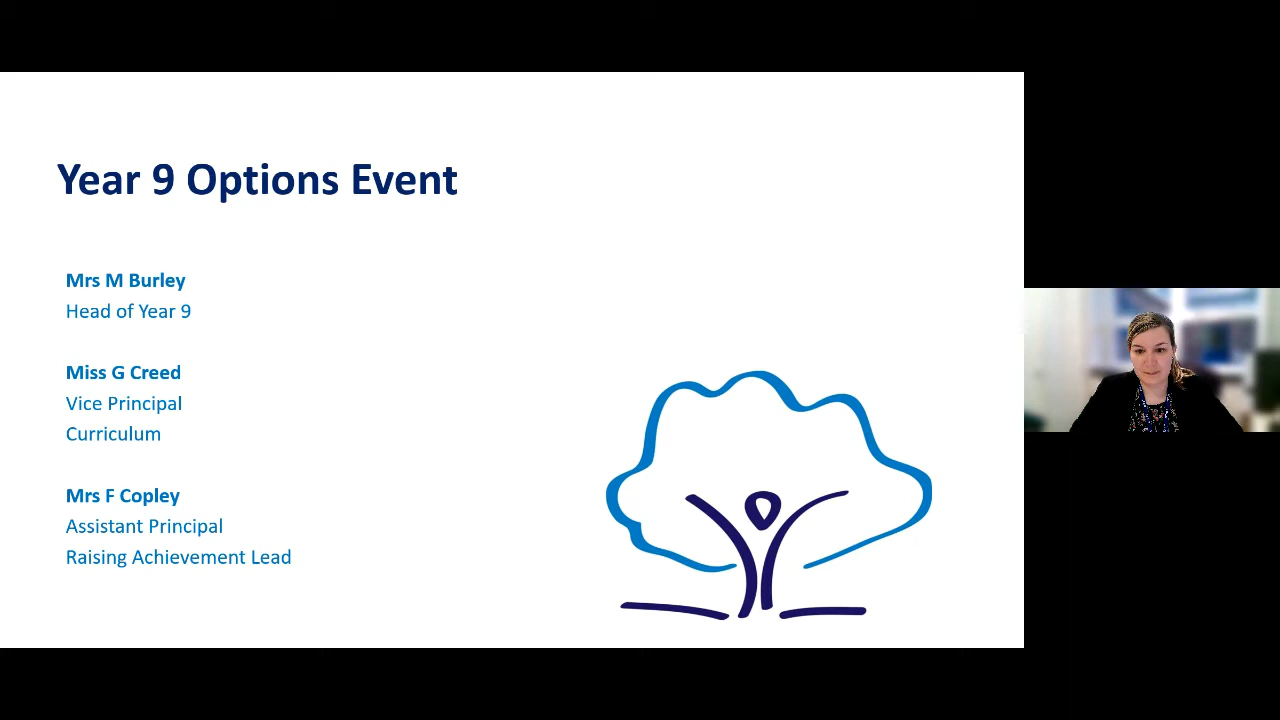 Year 9 Options Event
Mrs M Burley
Head of Year 9
Miss G Creed
Vice Principal
Curriculum
Mrs F Copley
Assistant Principal
Raising Achievement Lead